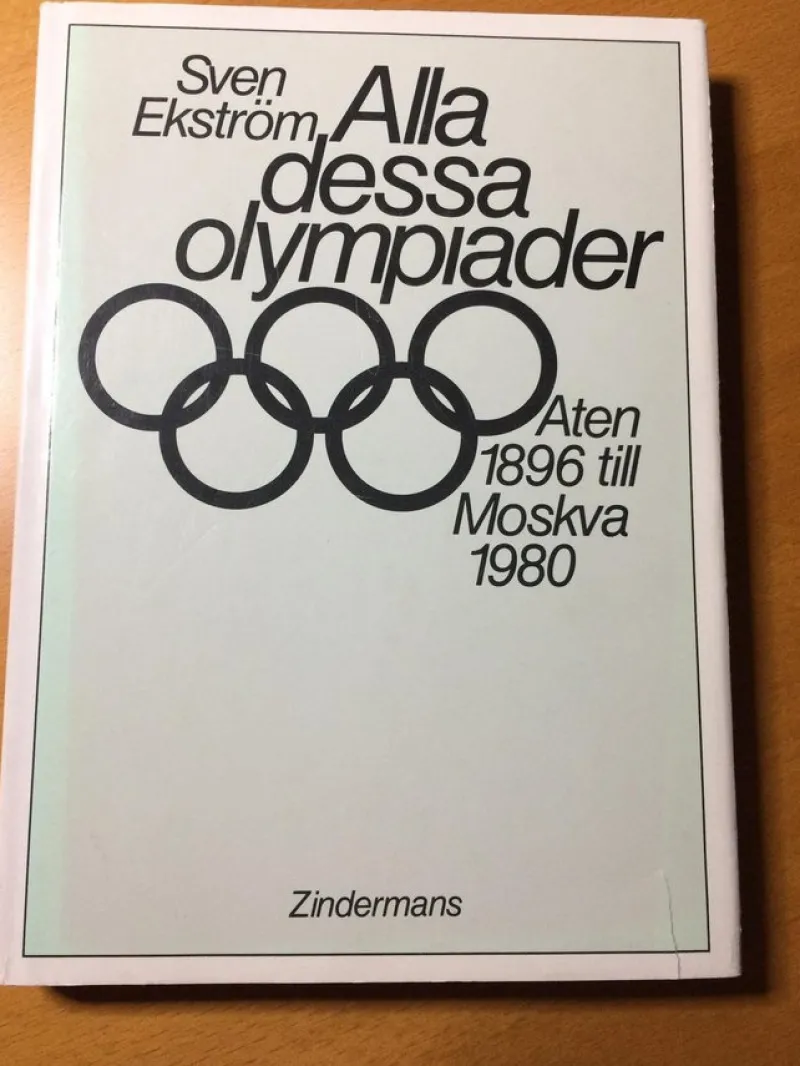 Sven
Ekström
Alla
dessa
olympiader
Aten
1896 till
Moskva
1980
Zindermans